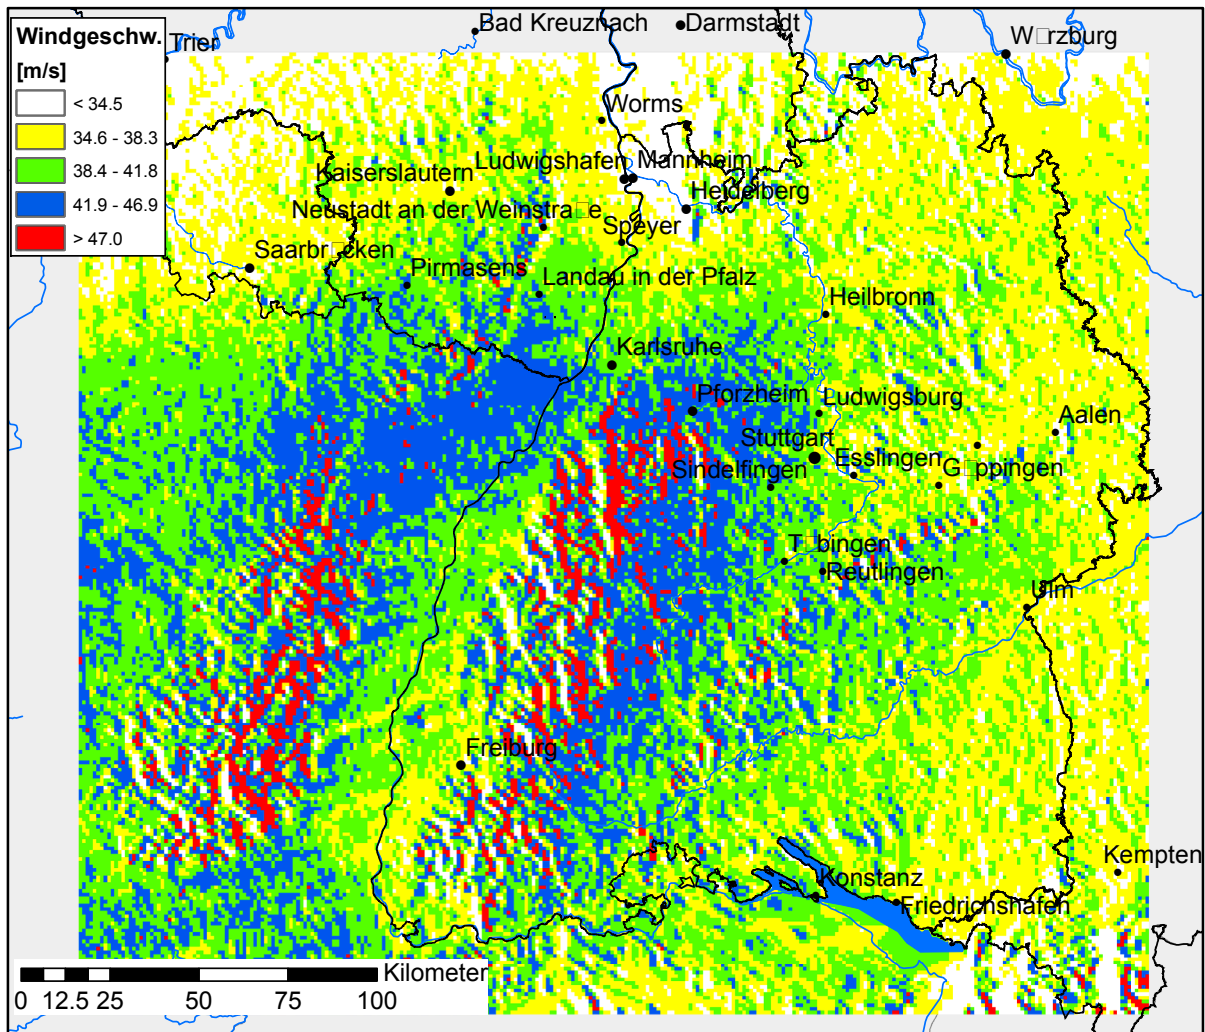 Windgeschw.
[m/s]
< 34.5
34.6 - 38.3
38.4 - 41.8
41.9 - 46.9
> 47.0
Trier
Bad Kreuznach
Darmstadt
W□rzburg
Worms
Ludwigshafen
Mannheim
Kaiserslautern
Heidelberg
Neustadt an der Weinstra□e
Speyer
Saarbr□cken
Pirmasens
Landau in der Pfalz
Heilbronn
Karlsruhe
Pforzheim
Ludwigsburg
Aalen
Stuttgart
Esslingen
G□ppingen
Sindelfingen
T□bingen
Reutlingen
Ulm
Freiburg
Kempten
Konstanz
Friedrichshafen
Kilometer
0 12.5 25 50 75 100